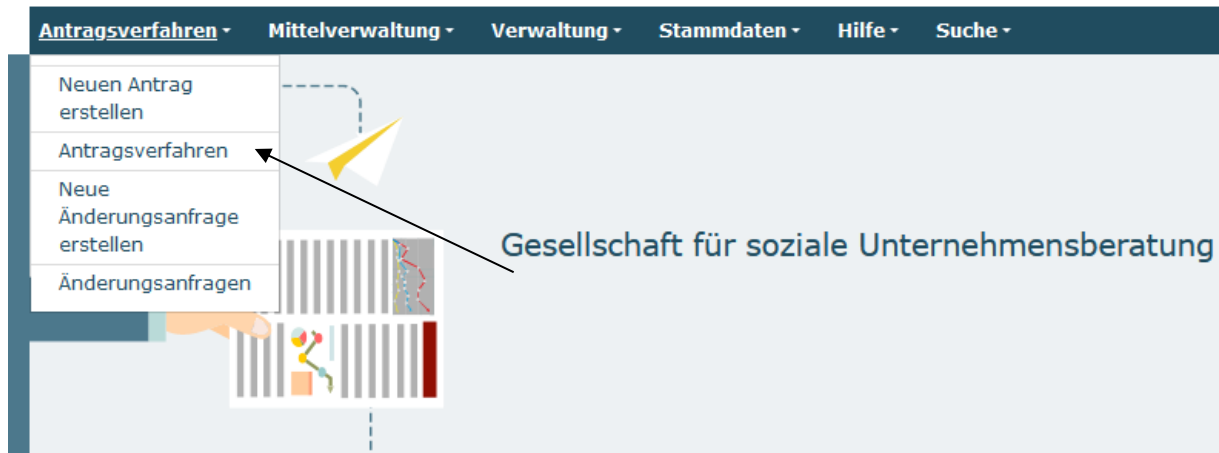 Antragsverfahren Mittelverwaltung Verwaltung Stammdaten Hilfe Suche
Neuen Antrag
erstellen
Antragsverfahren
Neue
Änderungsanfrage
erstellen
Änderungsanfragen
Gesellschaft für soziale Unternehmensberatung